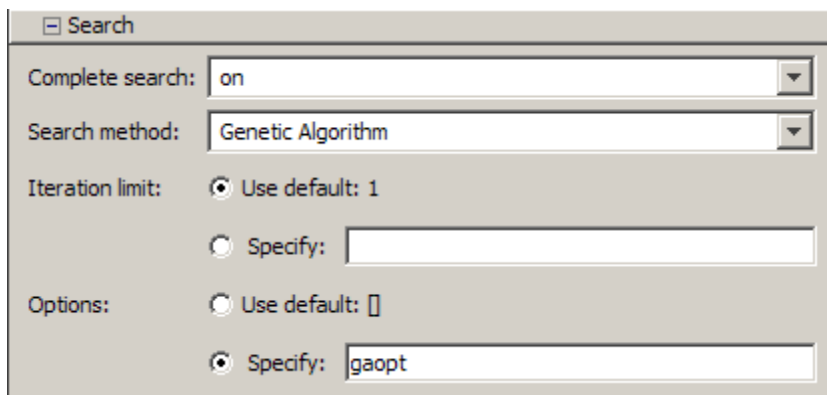 Search
Complete search: on
Search method: Genetic Algorithm
Iteration limit: Use default: 1
Specify:
Options: Use default: []
Specify: gaopt